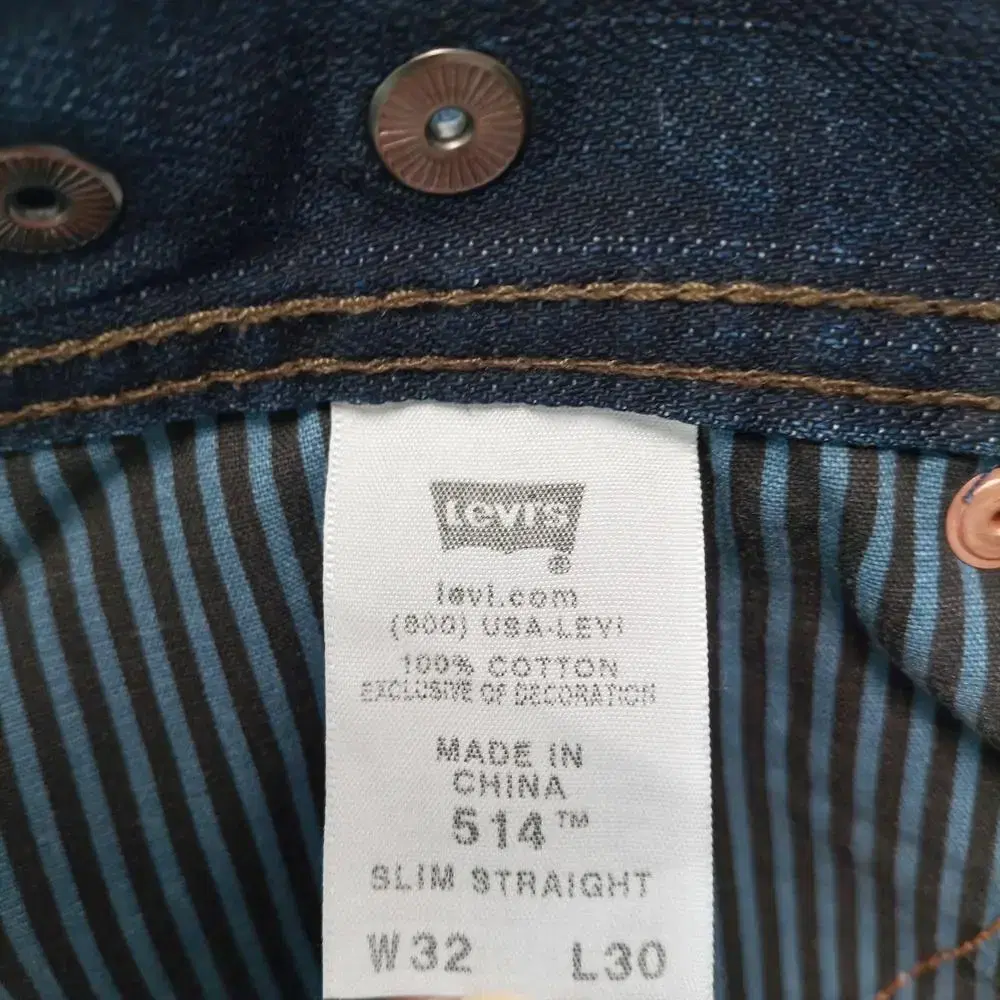 Levi's
®
levi.com
(800) USA-LEVI
100% COTTON
EXCLUSIVE OF DECORATION
MADE IN
CHINA
514™
SLIM STRAIGHT
W32 L30